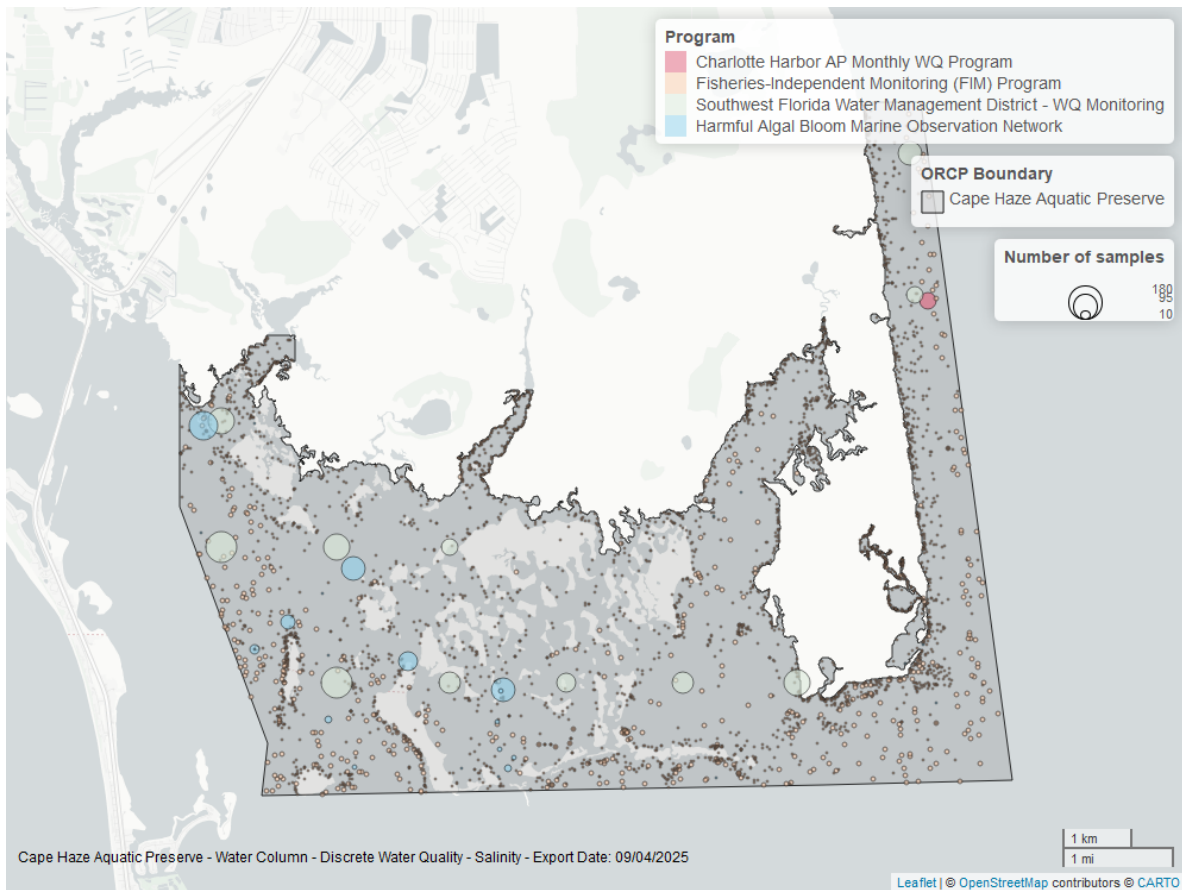 Program
Charlotte Harbor AP Monthly WQ Program
Fisheries-Independent Monitoring (FIM) Program
Southwest Florida Water Management District - WQ Monitoring
Harmful Algal Bloom Marine Observation Network
ORCP Boundary
Cape Haze Aquatic Preserve
Number of samples
180
95
10
1 km
1 mi
Cape Haze Aquatic Preserve - Water Column - Discrete Water Quality - Salinity - Export Date: 09/04/2025
Leaflet | © OpenStreetMap contributors © CARTO